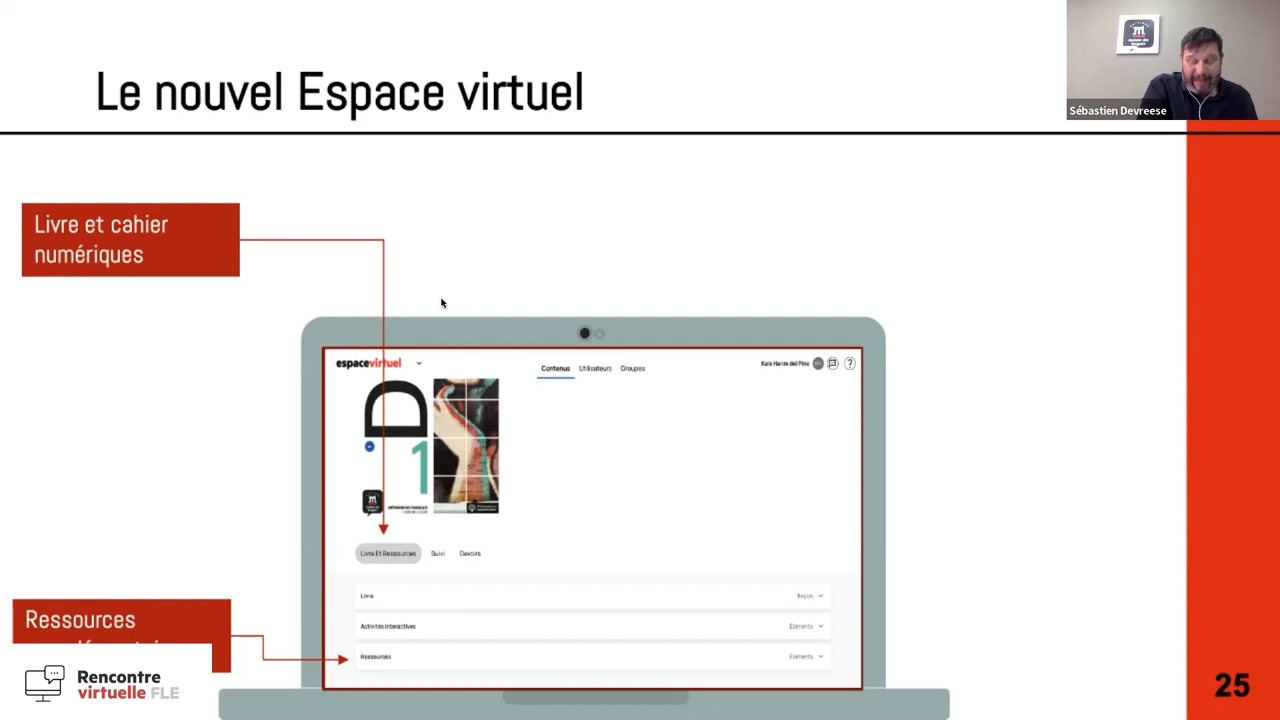 Le nouvel Espace virtuel
Sébastien Devreese
Livre et cahier
numériques
espacevirtuel
Contenus Utilisateurs Groupes
?
D
1
Livre Et Ressources Suivi Devoirs
Livre
Activités interactives Éléments
Ressources Éléments
Ressources
Rencontre
virtuelle FLE
25